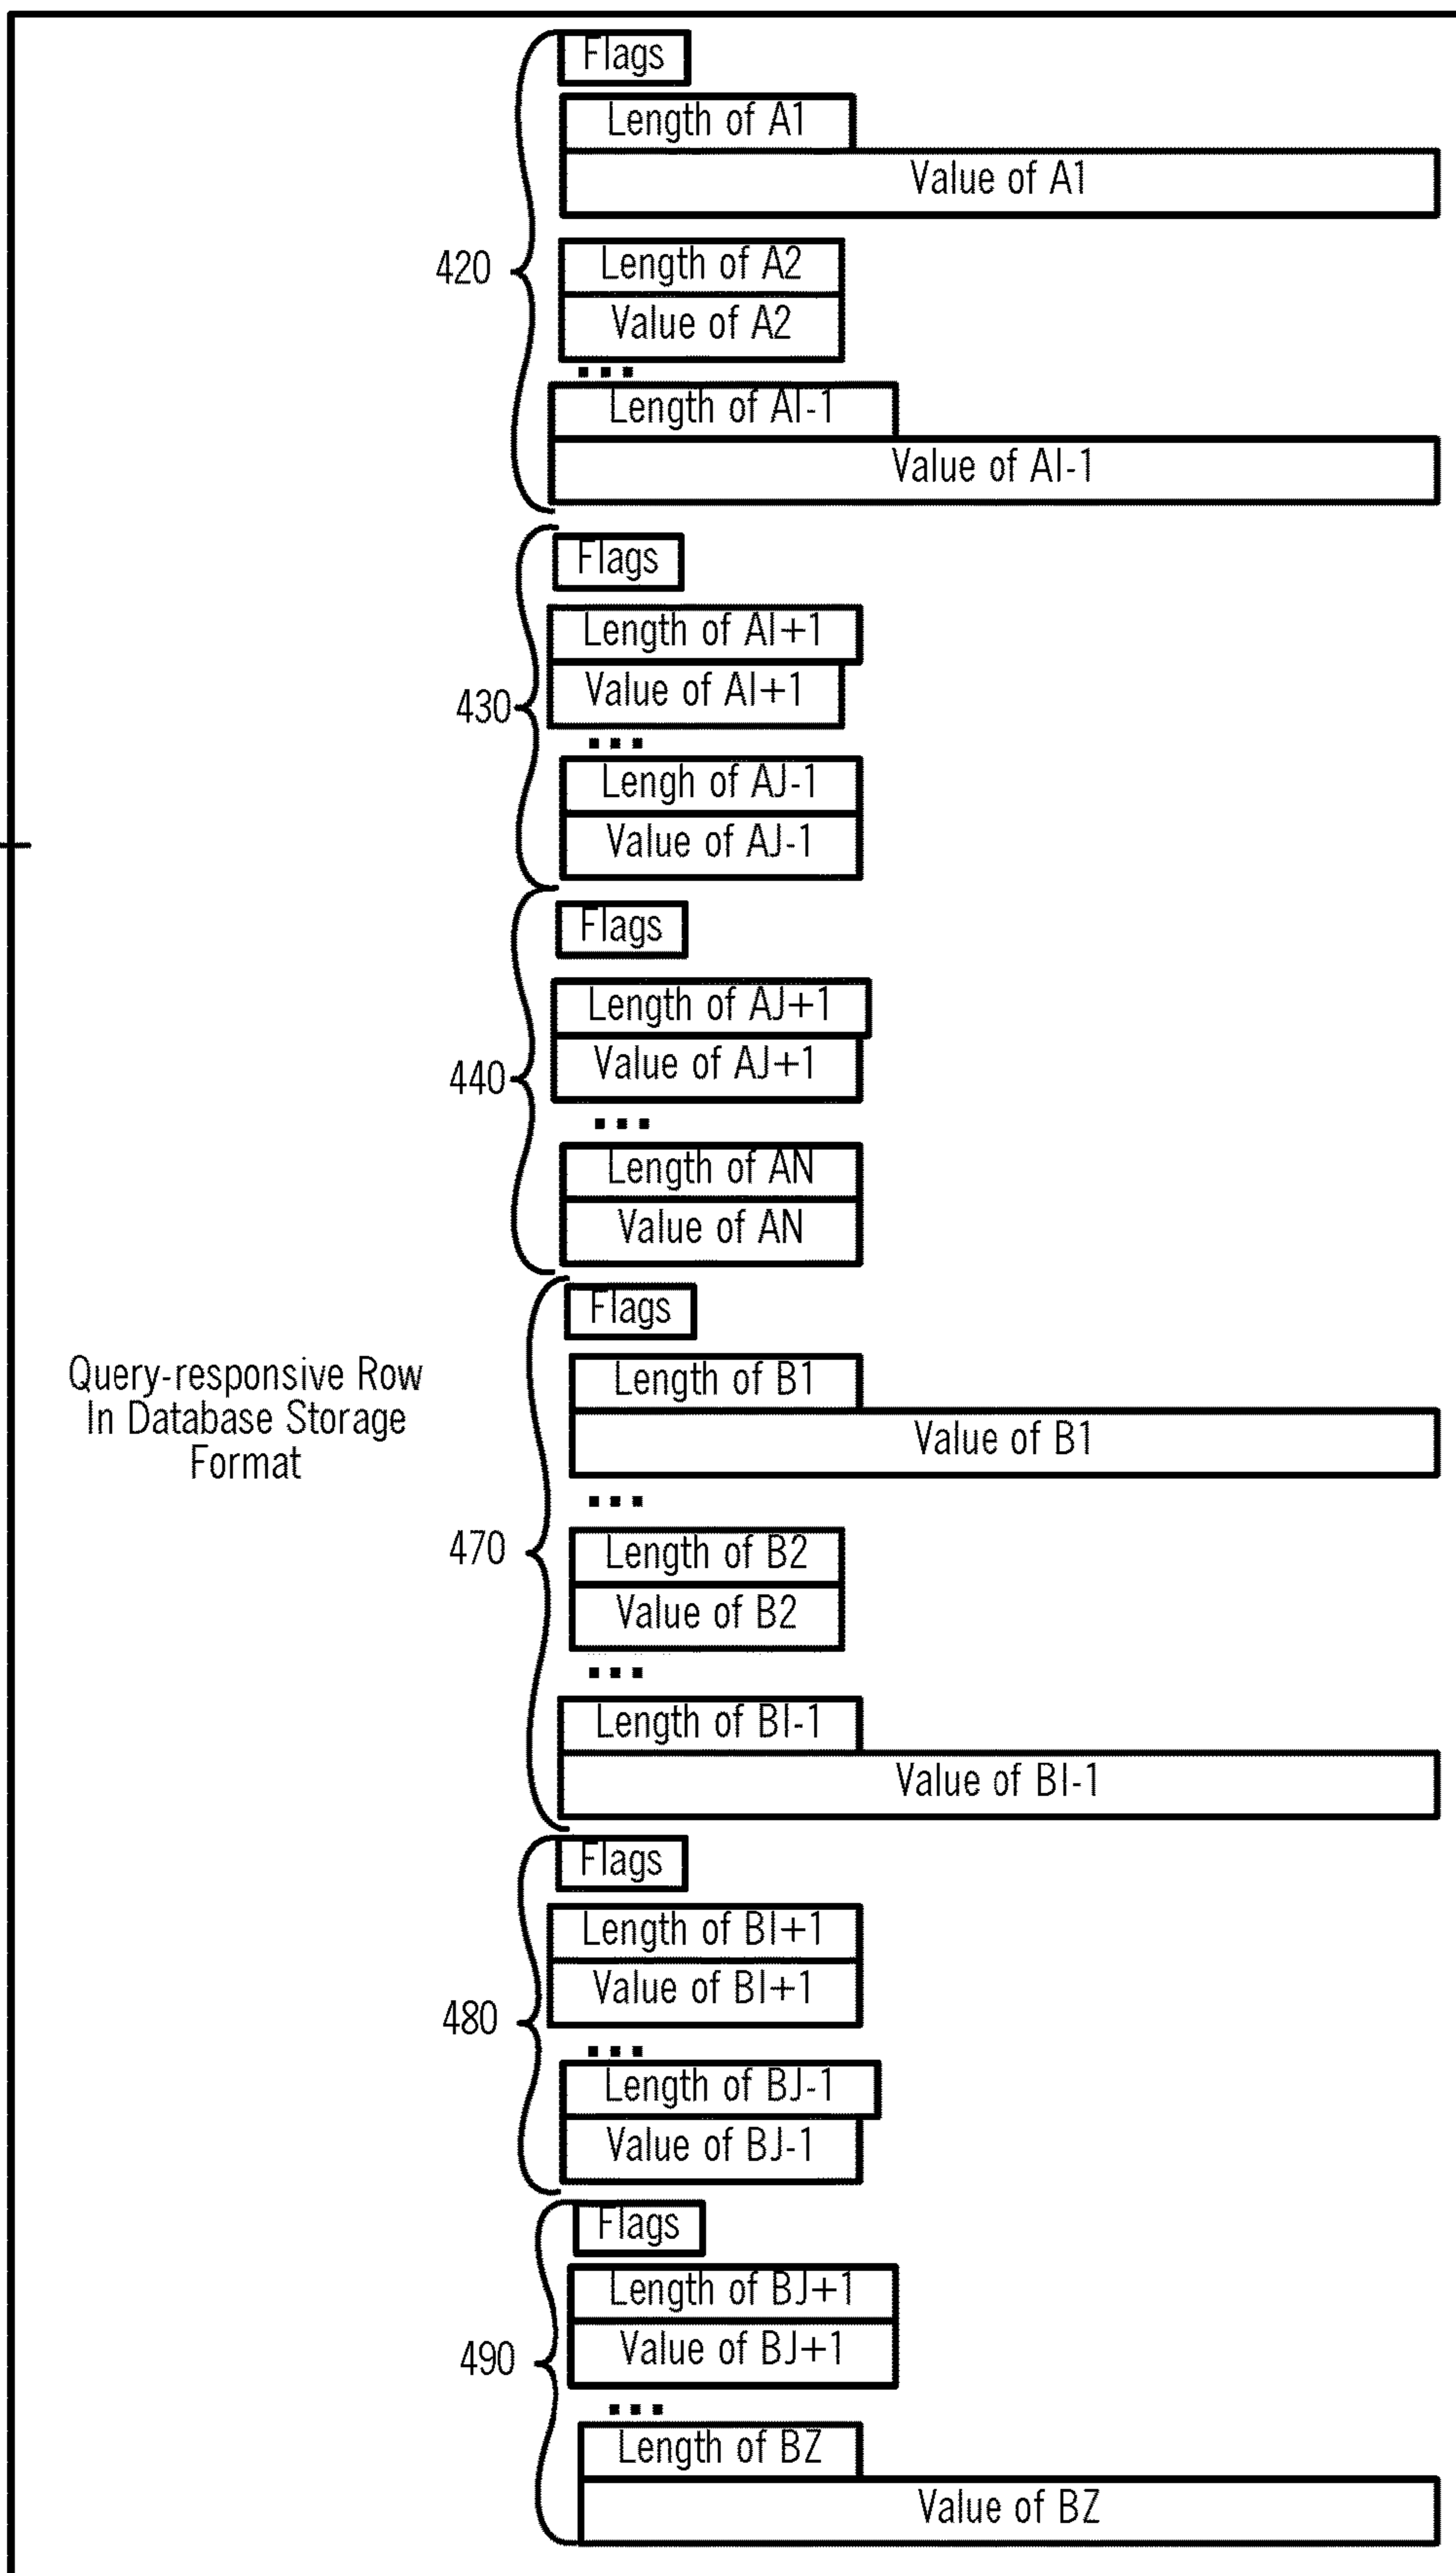 Flags
Length of A1
Value of A1
420
Length of A2
Value of A2
...
Length of AI-1
Value of AI-1
Flags
Length of AI+1
430
Value of AI+1
...
Lengh of AJ-1
Value of AJ-1
Flags
Length of AJ+1
440
Value of AJ+1
...
Length of AN
Value of AN
Flags
Query-responsive Row
In Database Storage
Format
Length of B1
Value of B1
...
470
Length of B2
Value of B2
...
Length of BI-1
Value of BI-1
Flags
Length of BI+1
480
Value of BI+1
...
Length of BJ-1
Value of BJ-1
Flags
Length of BJ+1
490
Value of BJ+1
...
Length of BZ
Value of BZ